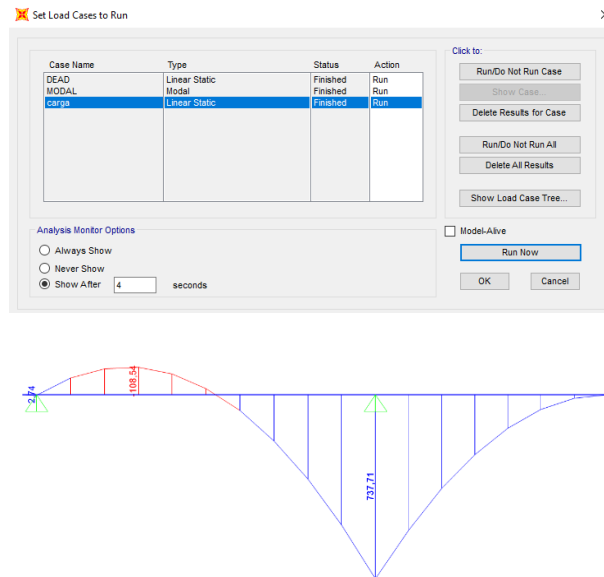 Set Load Cases to Run
Case Name Type Status Action
DEAD Linear Static Finished Run
MODAL Modal Finished Run
carga Linear Static Finished Run
Click to:
Run/Do Not Run Case
Show Case...
Delete Results for Case
Run/Do Not Run All
Delete All Results
Show Load Case Tree...
Analysis Monitor Options
Always Show
Never Show
Show After 4 seconds
Model-Alive
Run Now
OK Cancel
2,74
-108,54
737,71